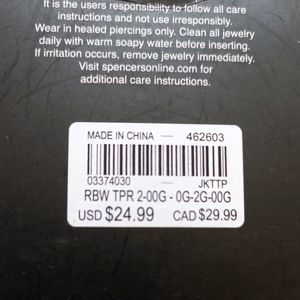 It is the users responsibility to follow all care
instructions and not use irresponsibly.
Wear in healed piercings only. Clean all jewelry
daily with warm soapy water before inserting.
If irritation occurs, remove jewelry immediately.
Visit spencersonline.com for
additional care instructions.
MADE IN CHINA — 462603
03374030 — JKTTP
RBW TPR 2-00G - 0G-2G-00G
USD $24.99 CAD $29.99